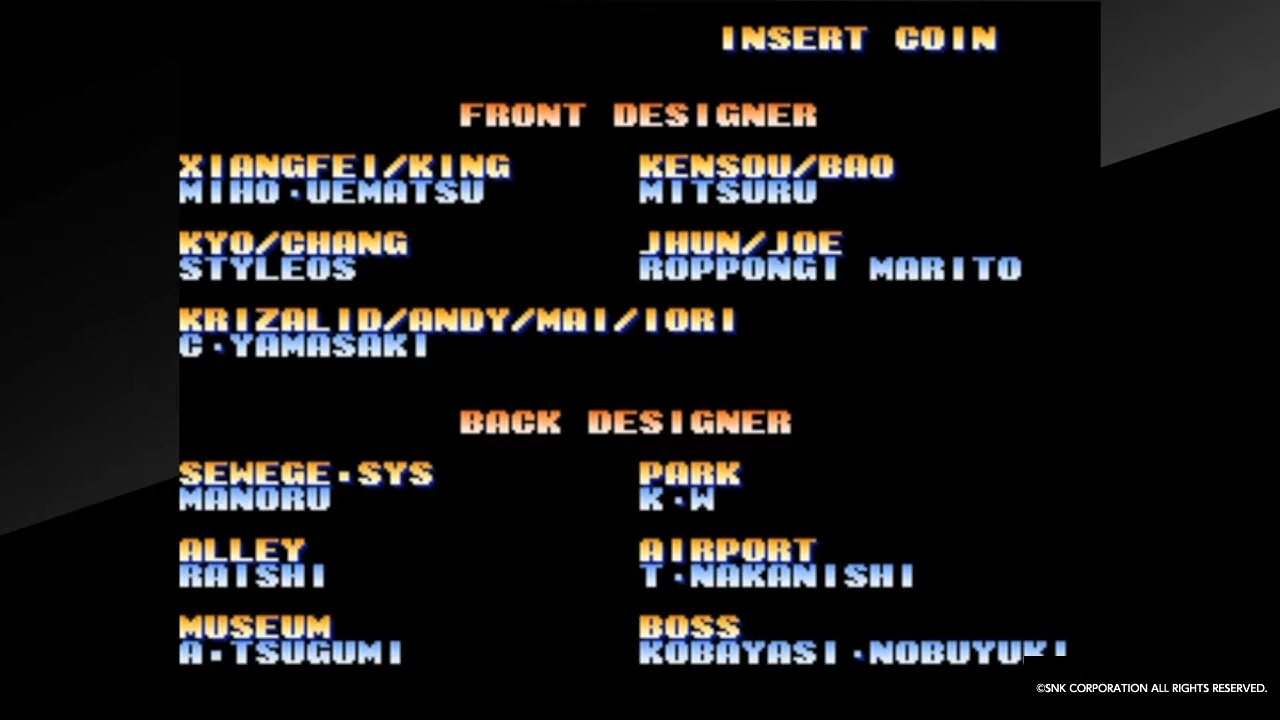 INSERT COIN
FRONT DESIGNER
XIANGFEI/KING
MIHO・UEMATSU
KENSOU/BAO
MITSURU
KYO/CHANG
STYLEOS
JHUN/JOE
ROPPONGI MARITO
KRIZALID/ANDY/MAI/IORI
C・YAMASAKI
BACK DESIGNER
SEWEGE・SYS
MANORU
PARK
K・W
ALLEY
RAISHI
AIRPORT
T・NAKANISHI
MUSEUM
A・TSUGUMI
BOSS
KOBAYASI・NOBUYUKI
©SNK CORPORATION ALL RIGHTS RESERVED.